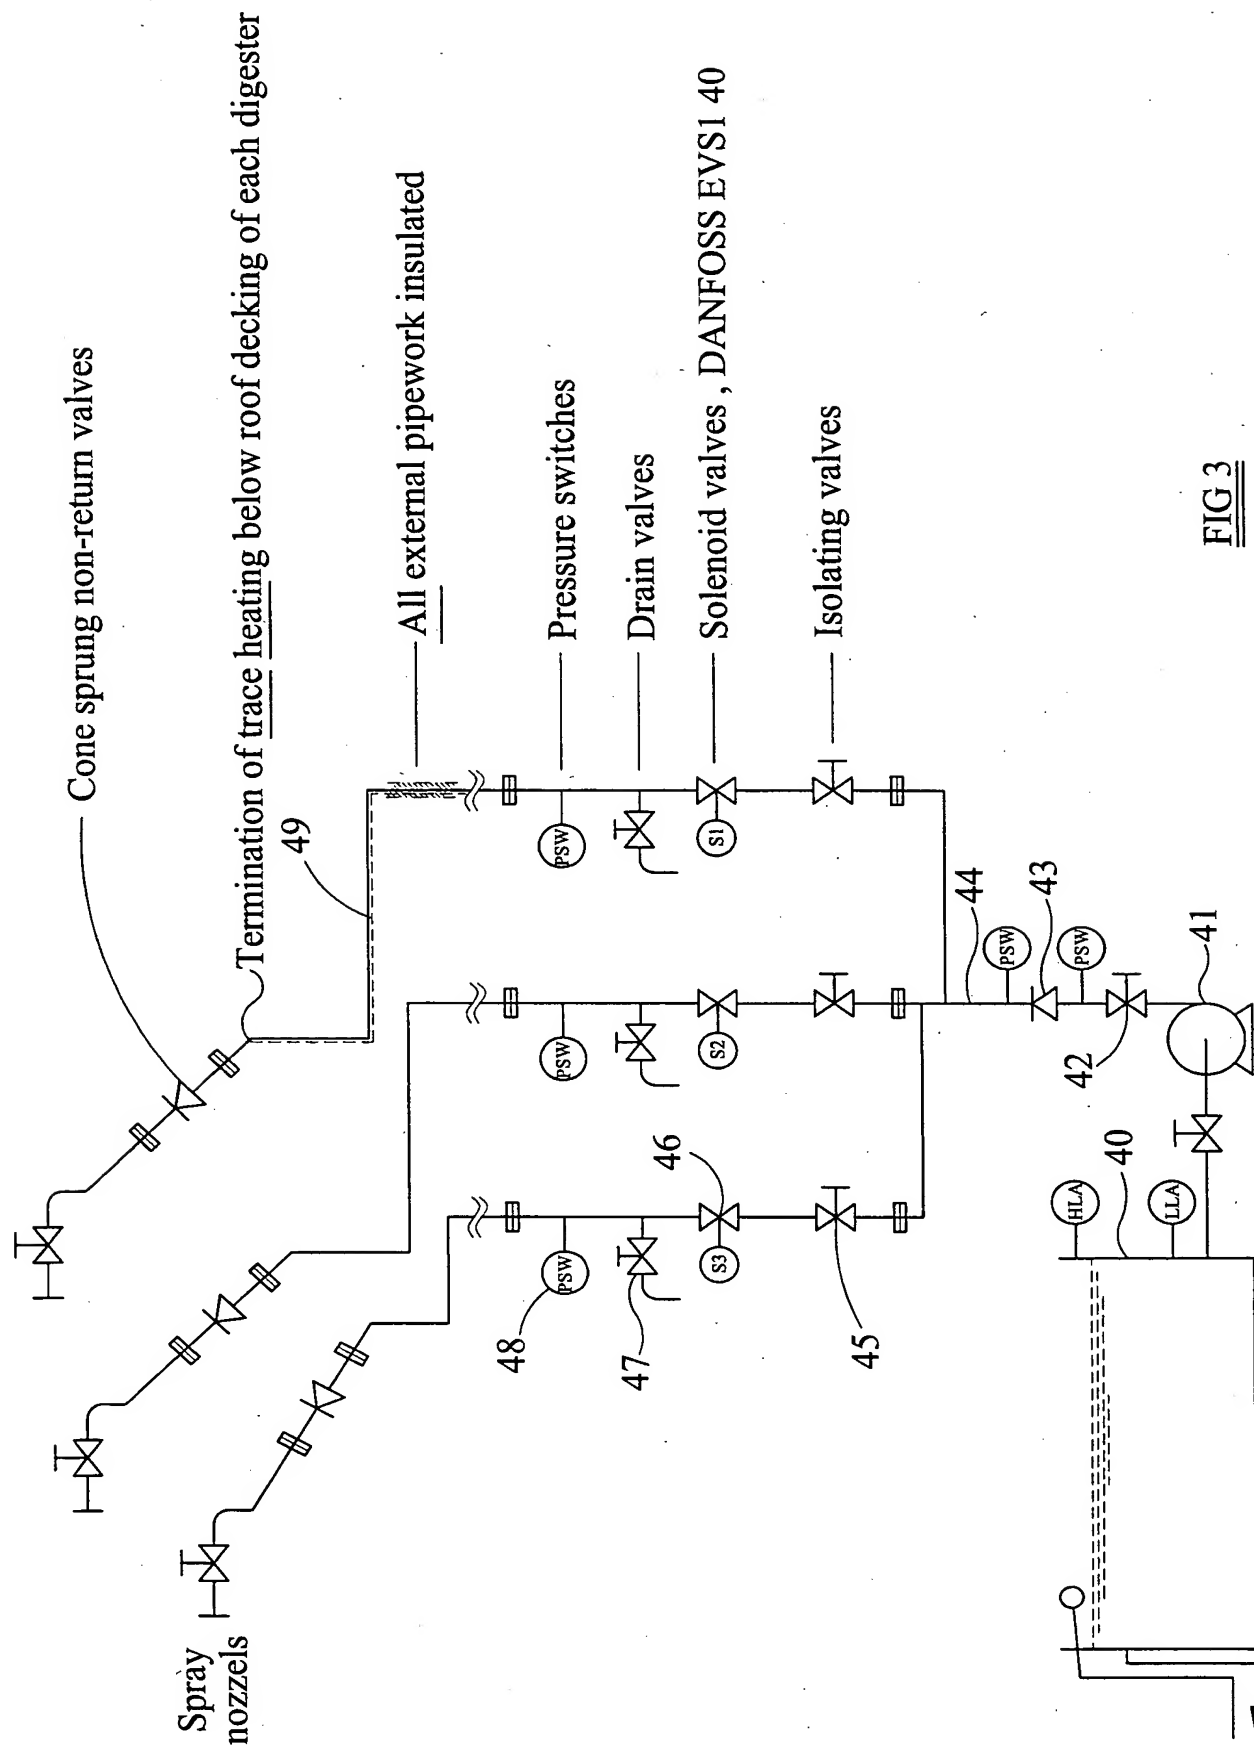 Cone sprung non-return valves
Termination of trace heating below roof decking of each digester
49
All external pipework insulated
Pressure switches
Drain valves
Solenoid valves , DANFOSS EVS1 40
Isolating valves
Spray
nozzels
PSW
PSW
PSW
48
47
S1
S2
S3
46
45
44
PSW
43
PSW
42
41
HLA
LLA
40
FIG 3